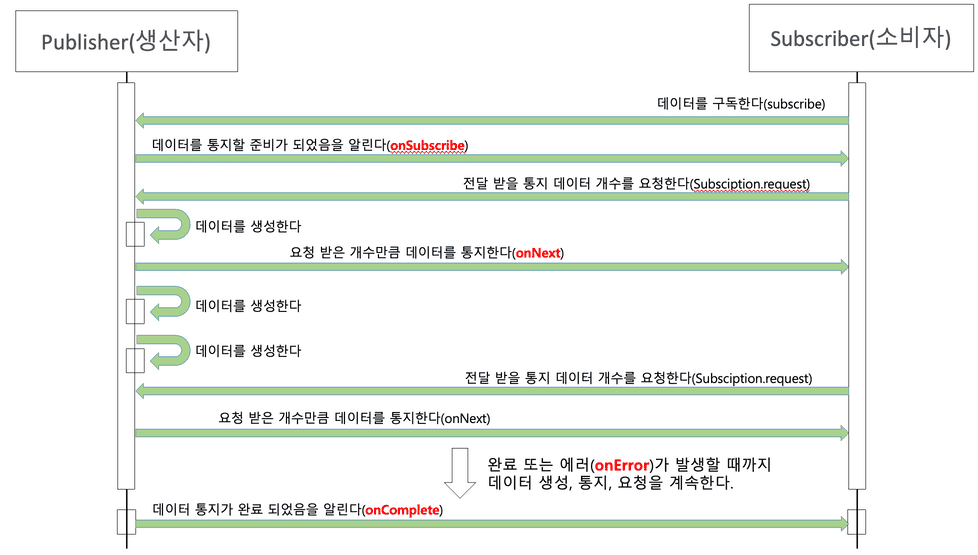 Publisher(생산자)
Subscriber(소비자)
데이터를 구독한다(subscribe)
데이터를 통지할 준비가 되었음을 알린다(onSubscribe)
전달 받을 통지 데이터 개수를 요청한다(Subsciption.request)
데이터를 생성한다
요청 받은 개수만큼 데이터를 통지한다(onNext)
데이터를 생성한다
데이터를 생성한다
전달 받을 통지 데이터 개수를 요청한다(Subsciption.request)
요청 받은 개수만큼 데이터를 통지한다(onNext)
완료 또는 에러(onError)가 발생할 때까지
데이터 생성, 통지, 요청을 계속한다.
데이터 통지가 완료 되었음을 알린다(onComplete)